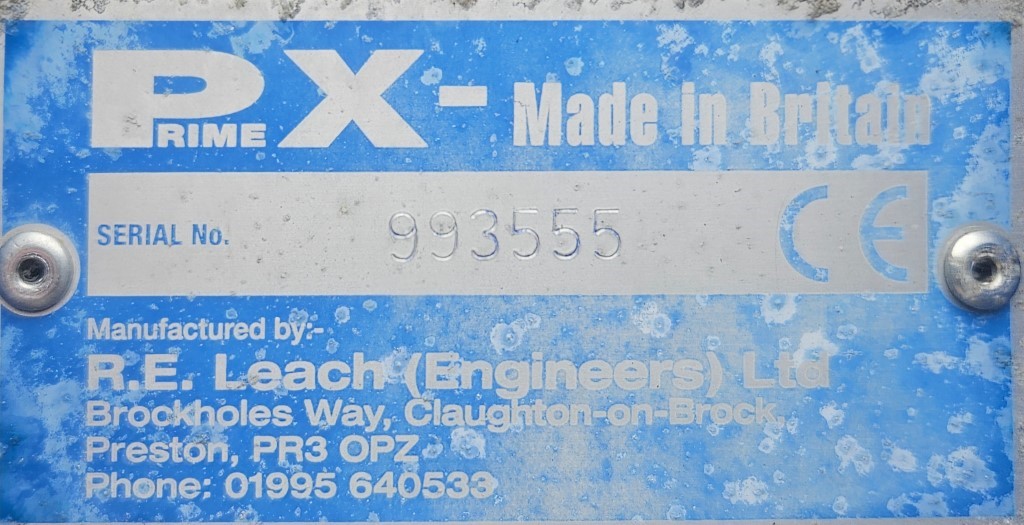 PRIME X - Made in Britain
SERIAL No. 993555 CE
Manufactured by:-
R.E. Leach (Engineers) Ltd
Brockholes Way, Claughton-on-Brock,
Preston, PR3 OPZ
Phone: 01995 640533